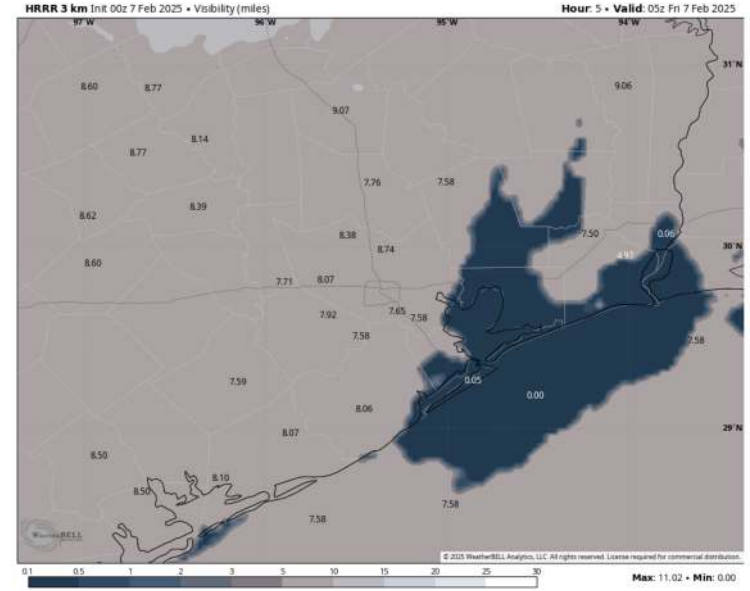 HRRR 3 km Init 00z 7 Feb 2025 • Visibility (miles)
Hour: 5 • Valid: 05z Fri 7 Feb 2025
97°W 96°W 95°W 94°W
31°N
8.60 8.77 9.06
9.07
8.14
8.77
7.76 7.58
8.39
8.62
8.38 7.50 0.06
8.74 30°N
8.60 4.93
7.71 8.07
7.92 7.65 7.58
7.58 7.58
7.59 0.05
0.00
8.06
8.07 29°N
8.50
8.50 8.10
7.58 7.58
WeatherBELL
© 2025 WeatherBELL Analytics, LLC. All rights reserved. License required for commercial distribution.
0.1 0.5 1 2 3 5 10 15 20 25 30
Max: 11.02 • Min: 0.00